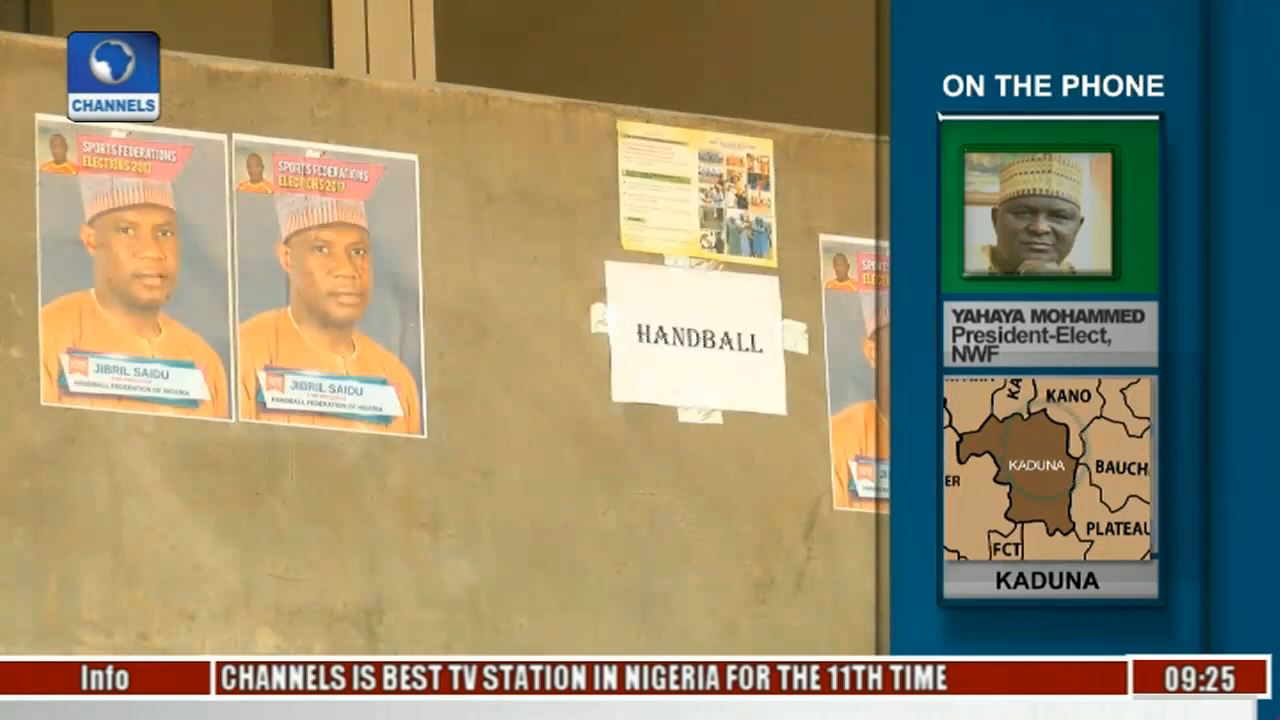 CHANNELS
SPORTS FEDERATIONS
ELECTIONS 2017
JIBRIL SAIDU
HANDBALL FEDERATION OF NIGERIA
SPORTS FEDERATIONS
ELECTIONS 2017
JIBRIL SAIDU
HANDBALL FEDERATION OF NIGERIA
HANDBALL
ON THE PHONE
YAHAYA MOHAMMED
President-Elect,
NWF
KANO
KADUNA
BAUCH
ER
PLATEAU
FCT
KADUNA
Info
CHANNELS IS BEST TV STATION IN NIGERIA FOR THE 11TH TIME
09:25